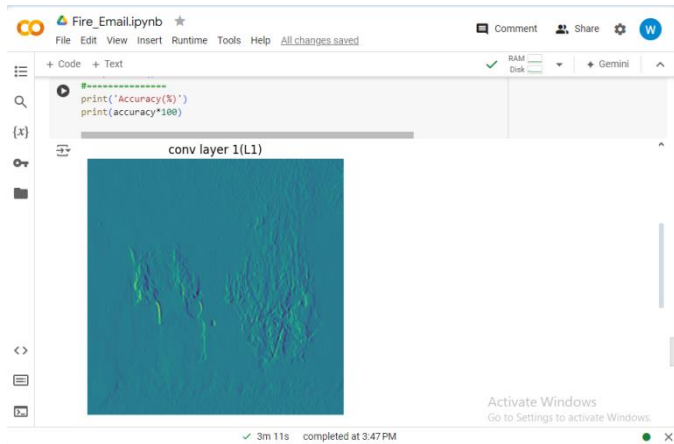 CO Fire_Email.ipynb
Comment Share W
File Edit View Insert Runtime Tools Help All changes saved
+ Code + Text
RAM
Disk
Gemini
#===============
print('Accuracy(%)')
print(accuracy*100)
{x}
conv layer 1(L1)
<>
Activate Windows
Go to Settings to activate Windows.
3m 11s completed at 3:47 PM